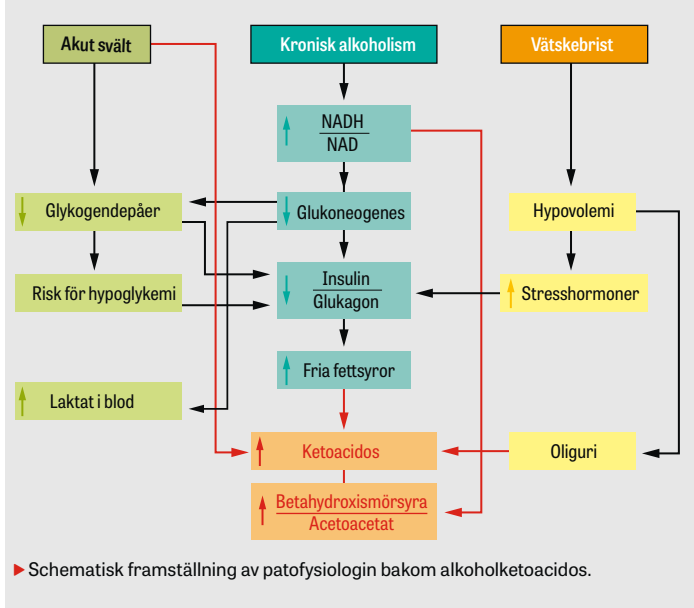 Akut svält
Kronisk alkoholism
Vätskebrist
NADH
NAD
Glykogendepåer
Glukoneogenes
Hypovolemi
Risk för hypoglykemi
Insulin
Glukagon
Stresshormoner
Fria fettsyror
Laktat i blod
Ketoacidos
Oliguri
Betahydroxismörsyra
Acetoacetat
Schematisk framställning av patofysiologin bakom alkoholketoacidos.